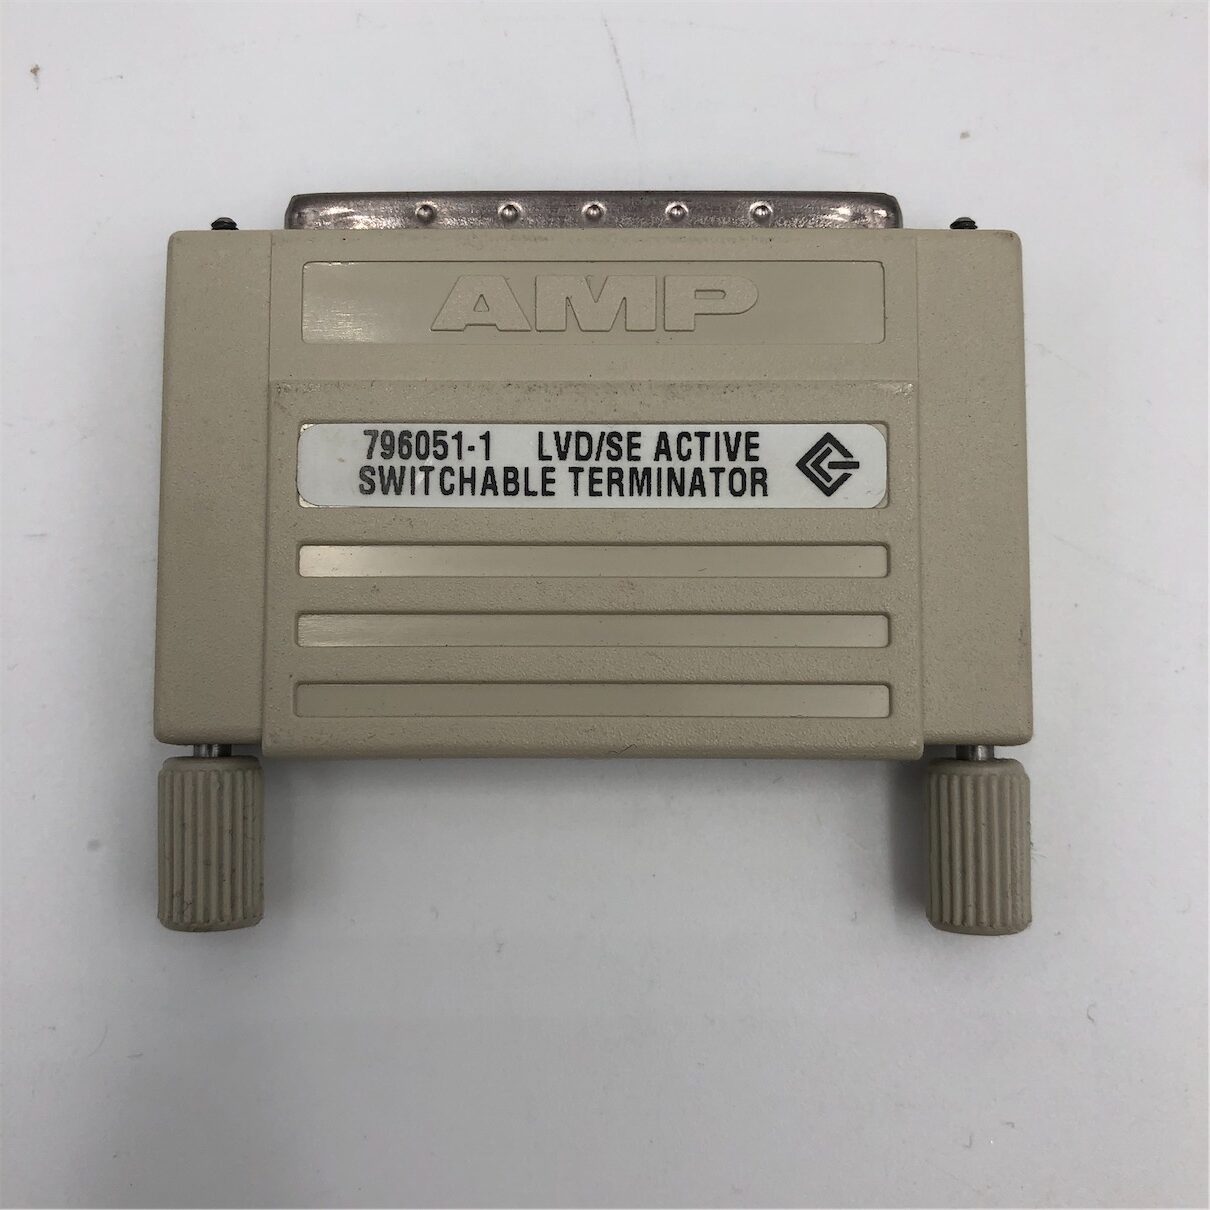 AMP
796051-1 LVD/SE ACTIVE
SWITCHABLE TERMINATOR